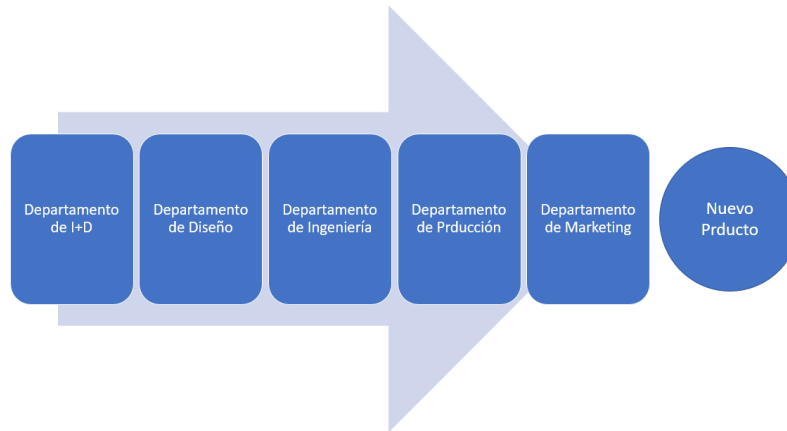 Departamento
de I+D
Departamento
de Diseño
Departamento
de Ingeniería
Departamento
de Prducción
Departamento
de Marketing
Nuevo
Prducto